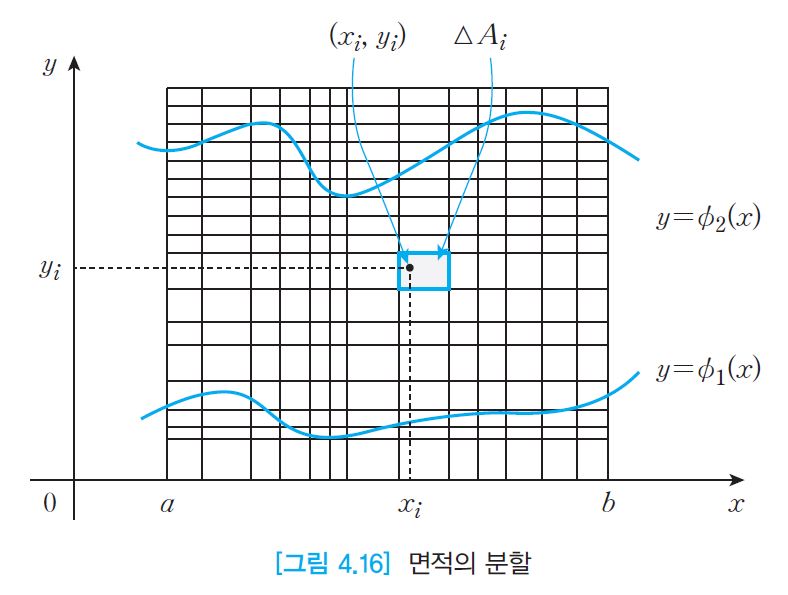 (xᵢ, yᵢ) △Aᵢ
y
y=ϕ₂(x)
yᵢ
y=ϕ₁(x)
0 a xᵢ b x
[그림 4.16] 면적의 분할